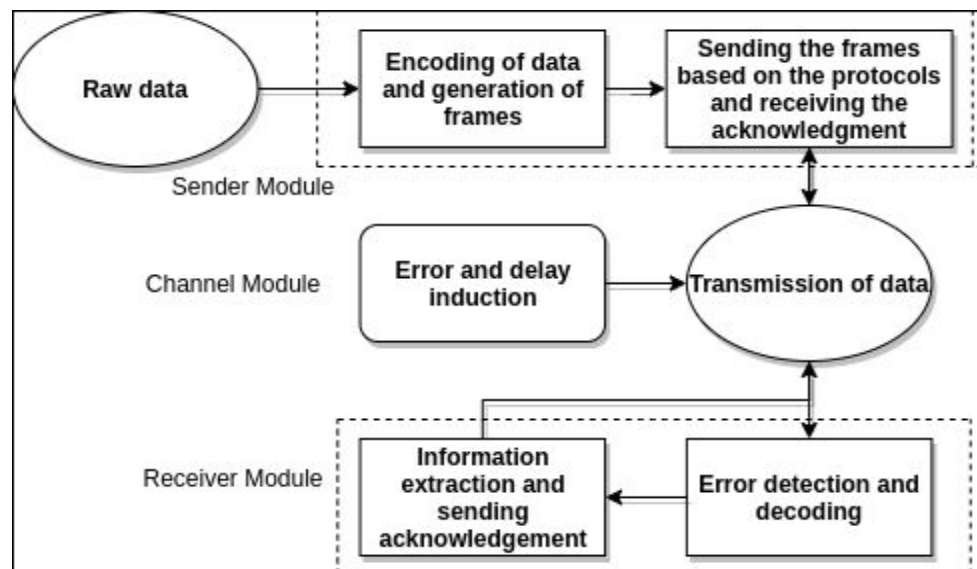 Raw data
Encoding of data
and generation of
frames
Sending the frames
based on the protocols
and receiving the
acknowledgment
Sender Module
Channel Module
Error and delay
induction
Transmission of data
Receiver Module
Information
extraction and
sending
acknowledgement
Error detection and
decoding